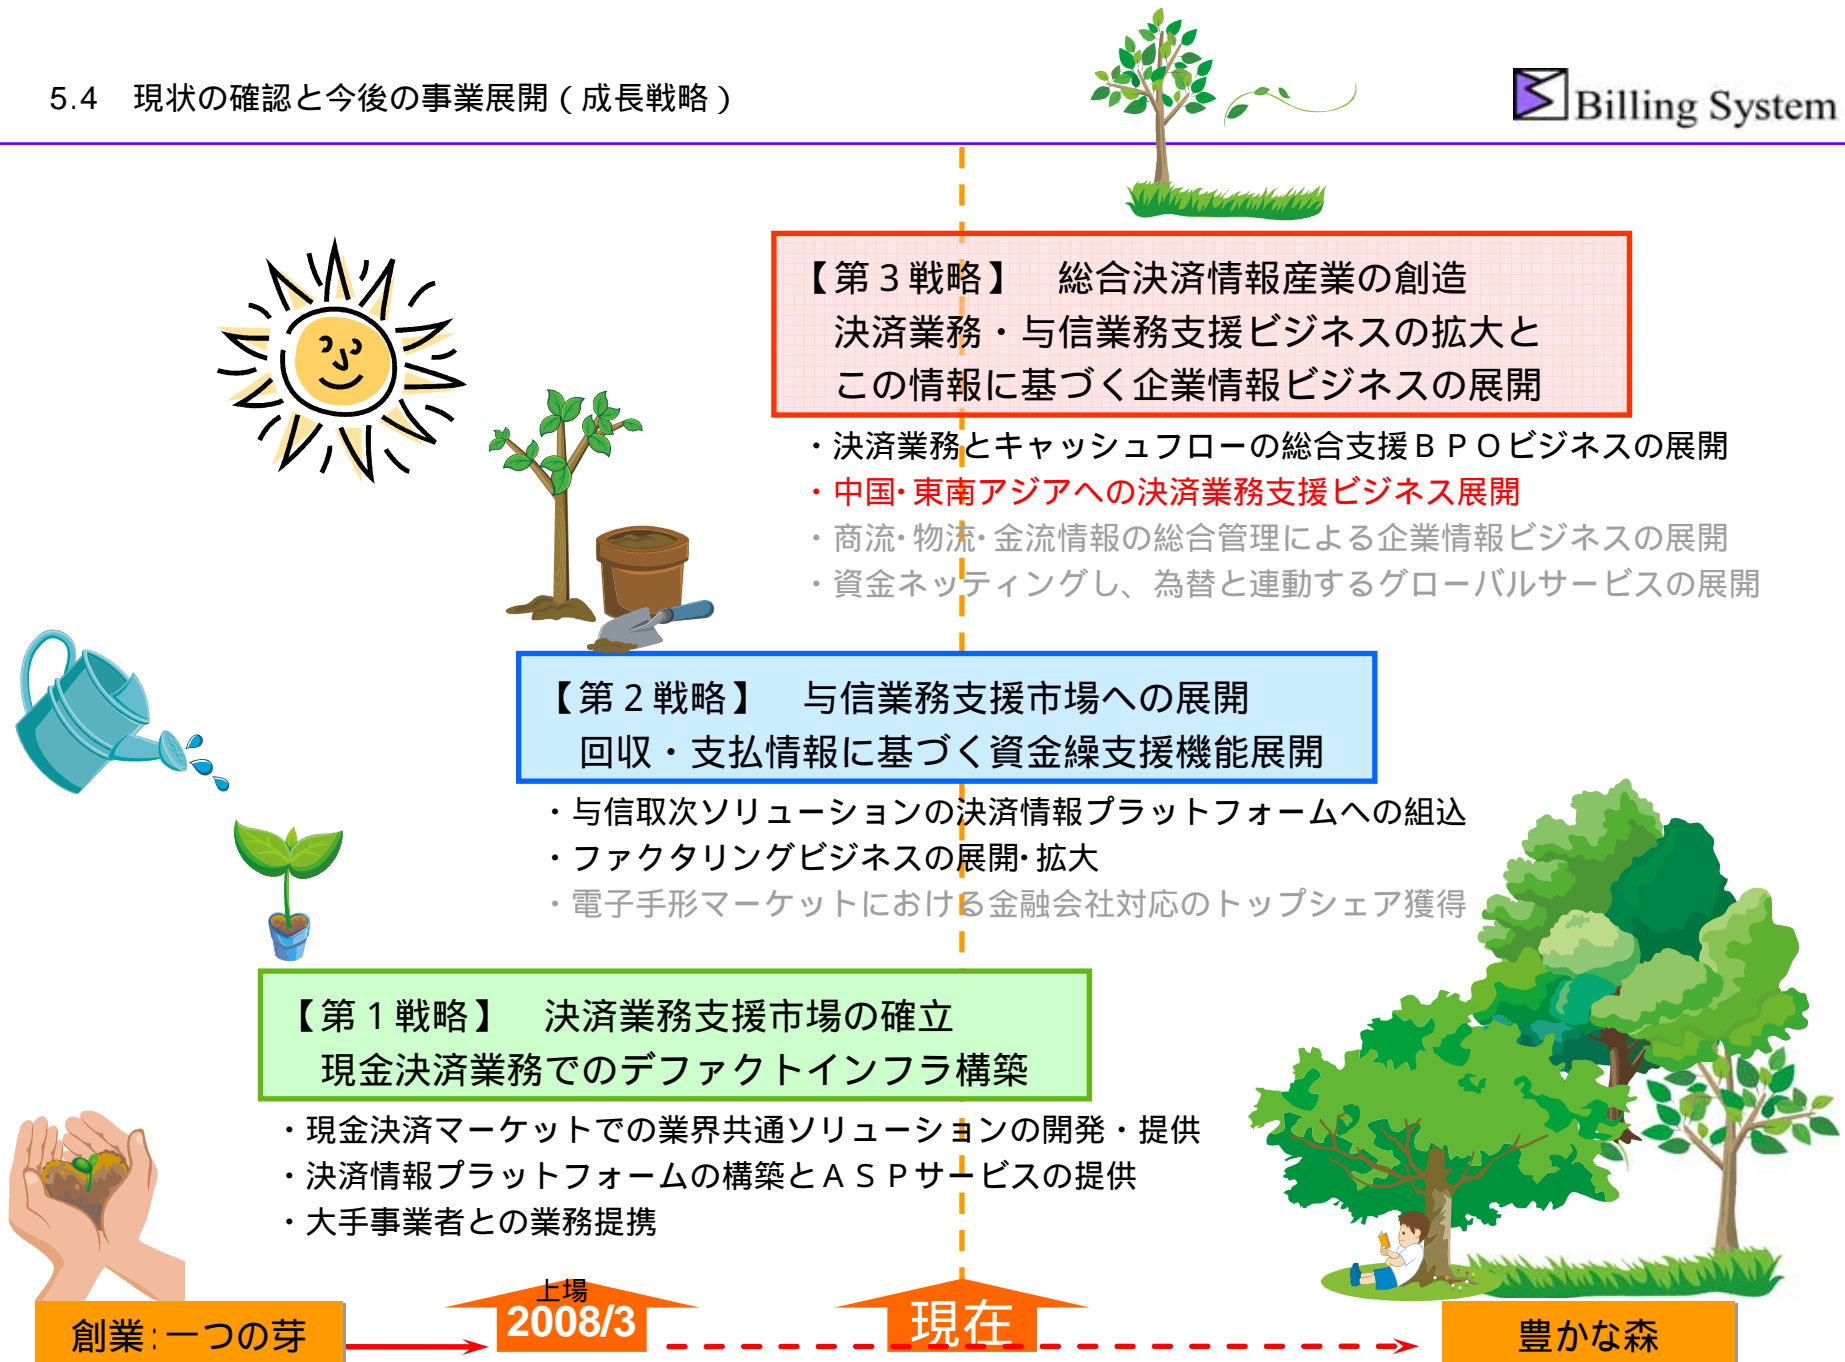 5.4　現状の確認と今後の事業展開（成長戦略）
Billing System
【第３戦略】　総合決済情報産業の創造
決済業務・与信業務支援ビジネスの拡大と
この情報に基づく企業情報ビジネスの展開
・決済業務とキャッシュフローの総合支援ＢＰＯビジネスの展開
・中国･東南アジアへの決済業務支援ビジネス展開
・商流･物流･金流情報の総合管理による企業情報ビジネスの展開
・資金ネッティングし、為替と連動するグローバルサービスの展開
【第２戦略】　与信業務支援市場への展開
回収・支払情報に基づく資金繰支援機能展開
・与信取次ソリューションの決済情報プラットフォームへの組込
・ファクタリングビジネスの展開･拡大
・電子手形マーケットにおける金融会社対応のトップシェア獲得
【第１戦略】　決済業務支援市場の確立
現金決済業務でのデファクトインフラ構築
・現金決済マーケットでの業界共通ソリューションの開発・提供
・決済情報プラットフォームの構築とＡＳＰサービスの提供
・大手事業者との業務提携
創業：一つの芽
上場
2008/3
現在
豊かな森